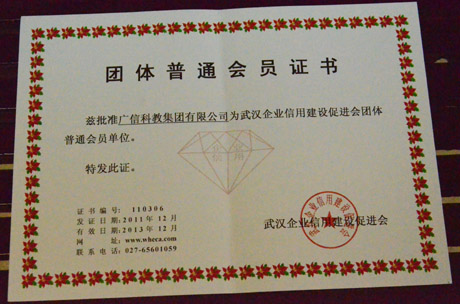 团体普通会员证书
兹批准广信科教集团有限公司为武汉企业信用建设促进会团体
普通会员单位。
特发此证。
证书编号：110306
发证日期：2011年12月
有效日期：2013年12月
网址：www.wheca.com
联系电话：027-65601059
武汉企业信用建设促进会